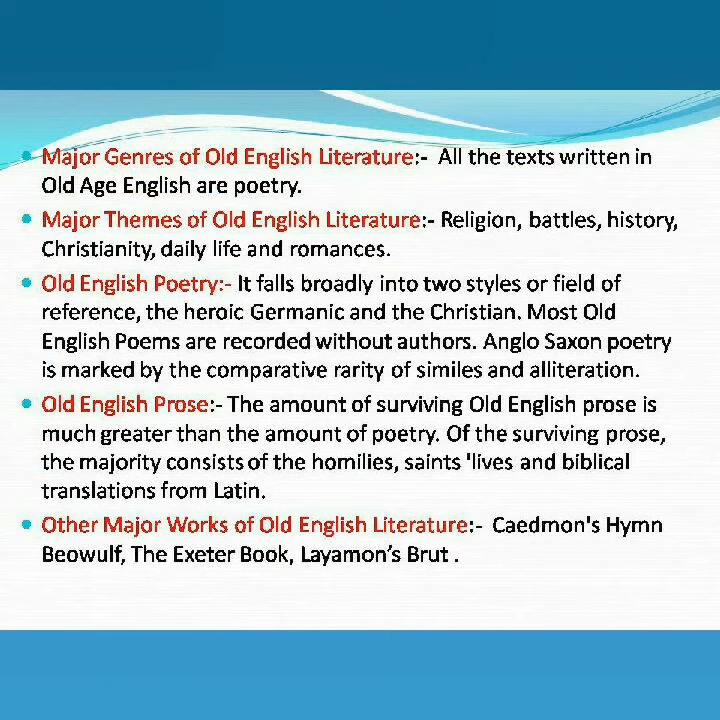 • Major Genres of Old English Literature:- All the texts written in
Old Age English are poetry.
• Major Themes of Old English Literature:- Religion, battles, history,
Christianity, daily life and romances.
• Old English Poetry:- It falls broadly into two styles or field of
reference, the heroic Germanic and the Christian. Most Old
English Poems are recorded without authors. Anglo Saxon poetry
is marked by the comparative rarity of similes and alliteration.
• Old English Prose:- The amount of surviving Old English prose is
much greater than the amount of poetry. Of the surviving prose,
the majority consists of the homilies, saints 'lives and biblical
translations from Latin.
• Other Major Works of Old English Literature:- Caedmon's Hymn
Beowulf, The Exeter Book, Layamon’s Brut .